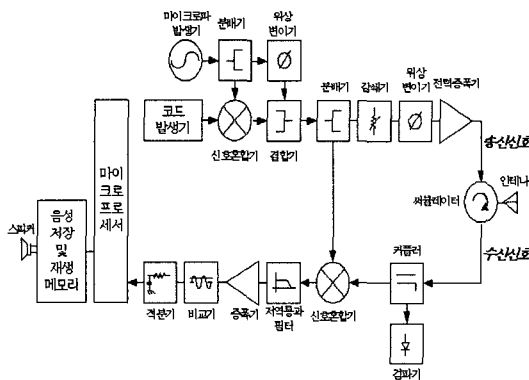 마이크로파
발생기
분배기
위상
변이기
코드
발생기
신호혼합기
결합기
분배기
감쇄기
위상
변이기
전력증폭기
송신신호
안테나
써큘레이터
수신신호
커플러
검파기
신호혼합기
저역통과
필터
증폭기
비교기
적분기
마이크로프로세서
음성
저장
및
재생
메모리
스피커